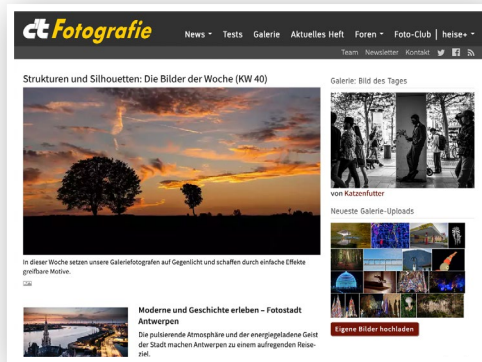 c't Fotografie
News Tests Galerie Aktuelles Heft Foren Foto-Club | heise+
Team Newsletter Kontakt
Strukturen und Silhouetten: Die Bilder der Woche (KW 40)
In dieser Woche setzen unsere Galeriefotografen auf Gegenlicht und schaffen durch einfache Effekte
greifbare Motive.
Moderne und Geschichte erleben – Fotostadt
Antwerpen
Die pulsierende Atmosphäre und der energiegeladene Geist
der Stadt machen Antwerpen zu einem aufregenden Reise-
ziel.
Galerie: Bild des Tages
von Katzenfutter
Neueste Galerie-Uploads
Eigene Bilder hochladen